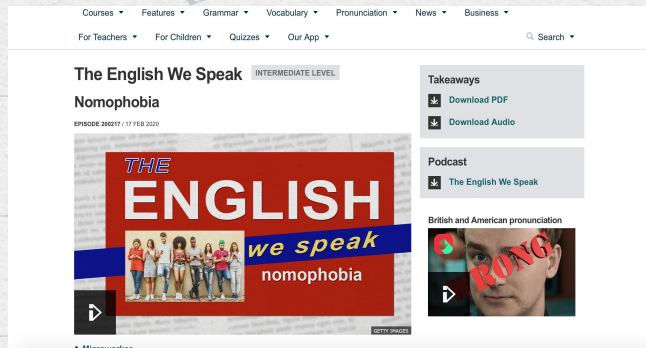 Courses Features Grammar Vocabulary Pronunciation News Business
For Teachers For Children Quizzes Our App Search
The English We Speak INTERMEDIATE LEVEL
Nomophobia
EPISODE 200217 / 17 FEB 2020
THE
ENGLISH
we speak
nomophobia
GETTY IMAGES
Takeaways
Download PDF
Download Audio
Podcast
The English We Speak
British and American pronunciation
RONG